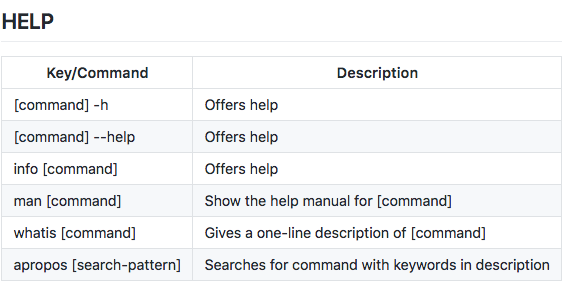 HELP
Key/Command Description
[command] -h Offers help
[command] --help Offers help
info [command] Offers help
man [command] Show the help manual for [command]
whatis [command] Gives a one-line description of [command]
apropos [search-pattern] Searches for command with keywords in description